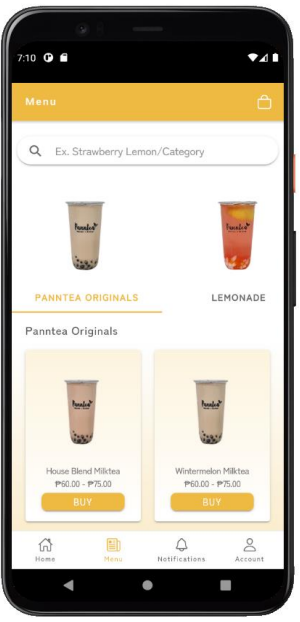 7:10
Menu
Ex. Strawberry Lemon/Category
Panntea
Panntea
PANNTEA ORIGINALS
LEMONADE
Panntea Originals
Panntea
Panntea
House Blend Milktea
Wintermelon Milktea
₱60.00 - ₱75.00
₱60.00 - ₱75.00
BUY
BUY
Home
Menu
Notifications
Account